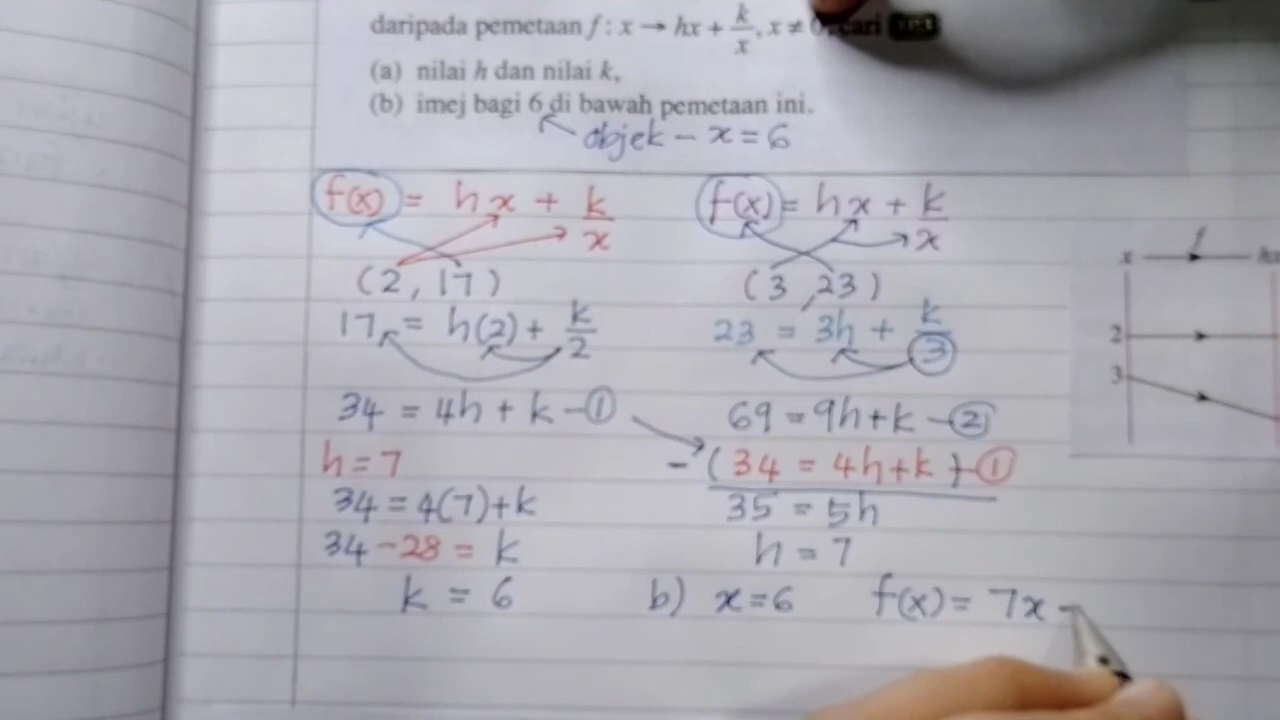 daripada pemetaan f : x → hx + k/x, x ≠ 0, cari
(a) nilai h dan nilai k,
(b) imej bagi 6 di bawah pemetaan ini.
objek - x = 6
f(x) = hx + k/x
(2, 17)
17 = h(2) + k/2
34 = 4h + k - ①
h = 7
34 = 4(7) + k
34 - 28 = k
k = 6
f(x) = hx + k/x
(3, 23)
23 = 3h + k/3
69 = 9h + k - ②
- (34 = 4h + k) - ①
35 = 5h
h = 7
b) x = 6 f(x) = 7x -
x f
2
3